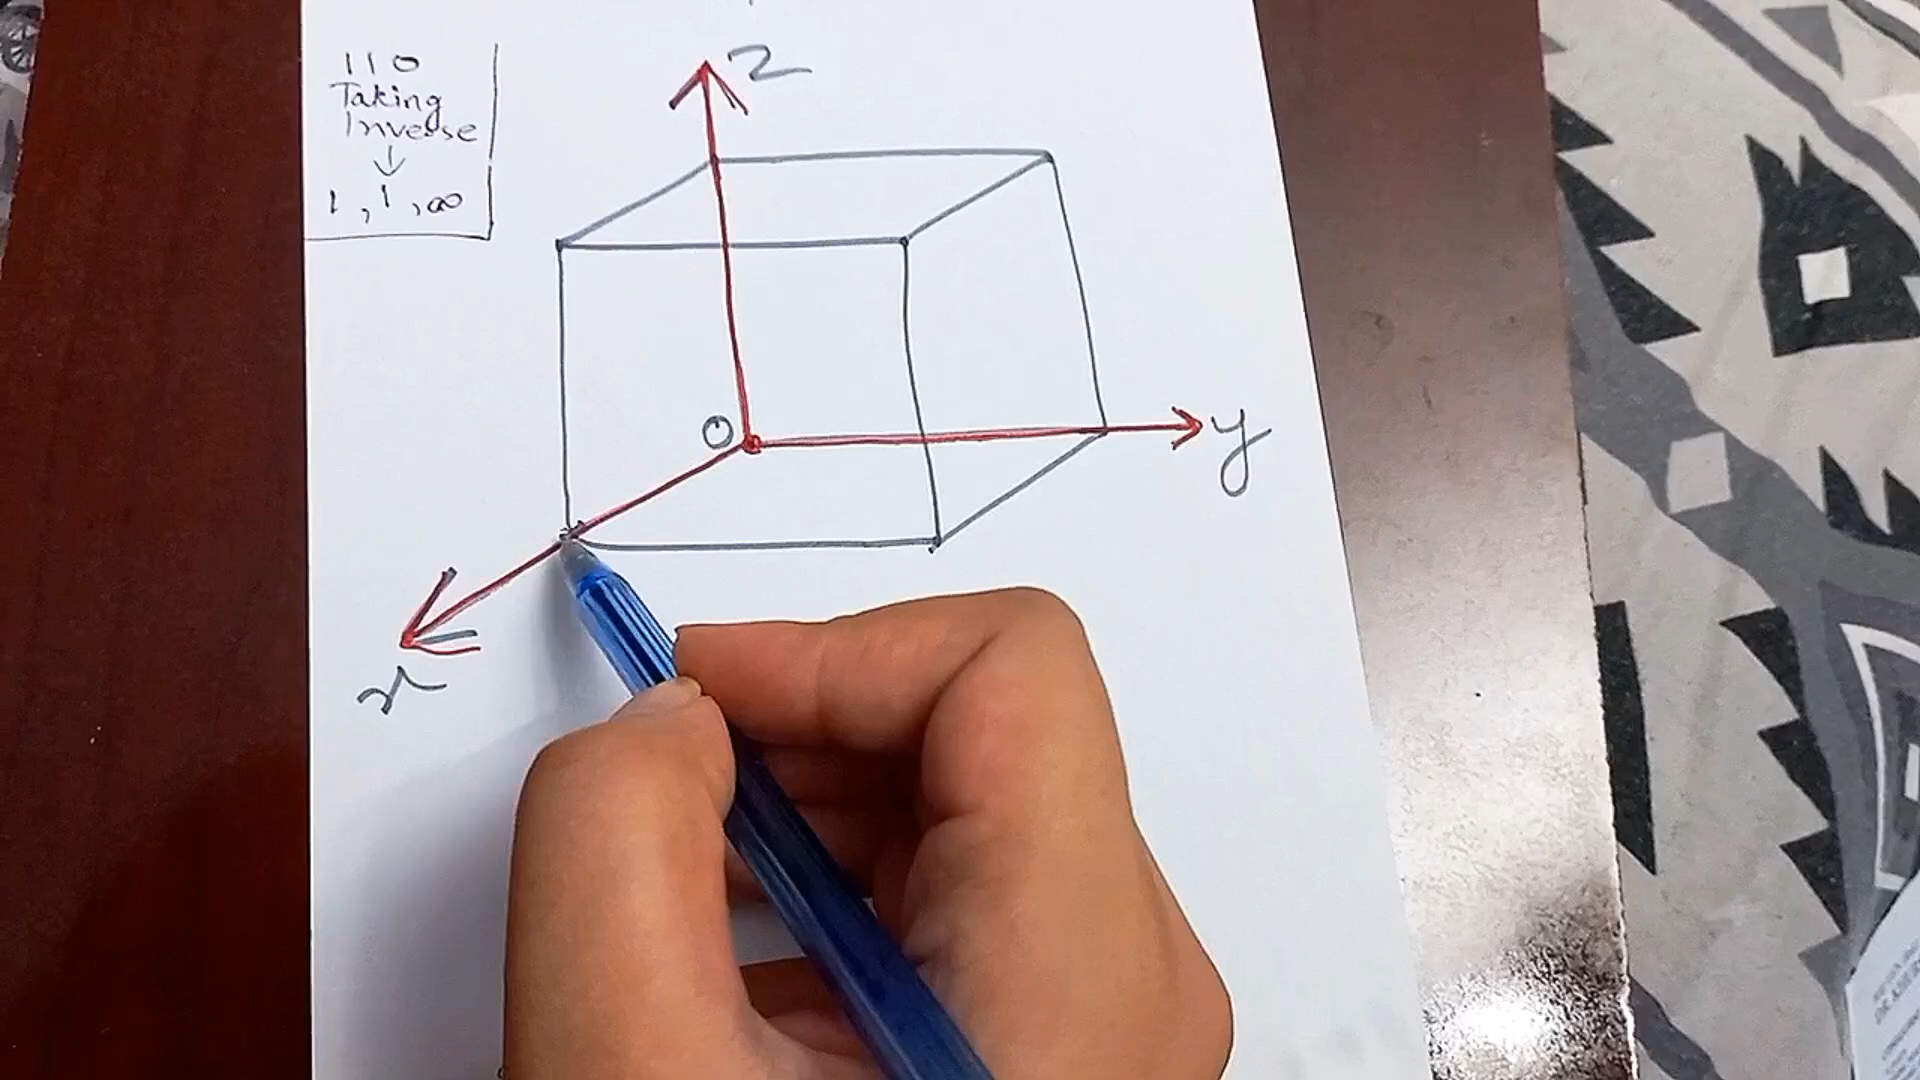 110
Taking
Inverse
↓
1, 1, ∞
z
O
y
x